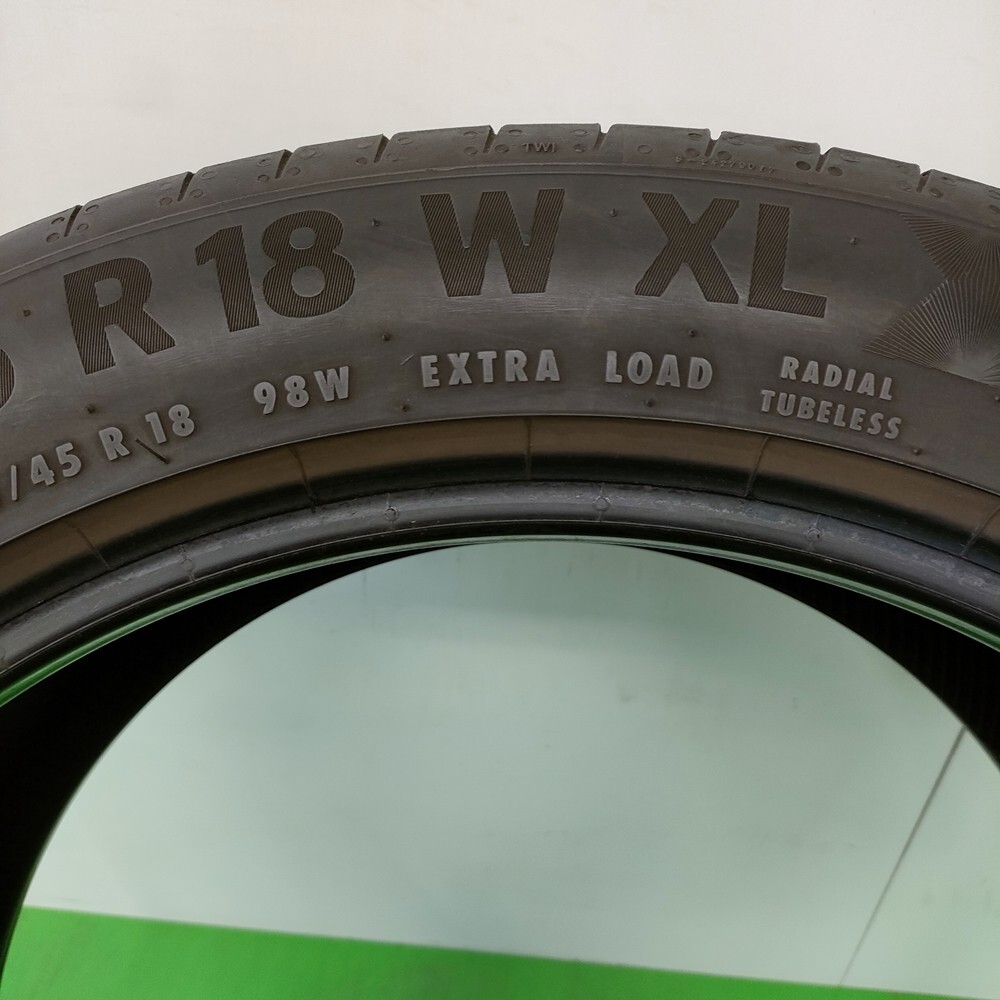 TWI
R 18 W XL
/45 R 18 98W EXTRA LOAD RADIAL
TUBELESS